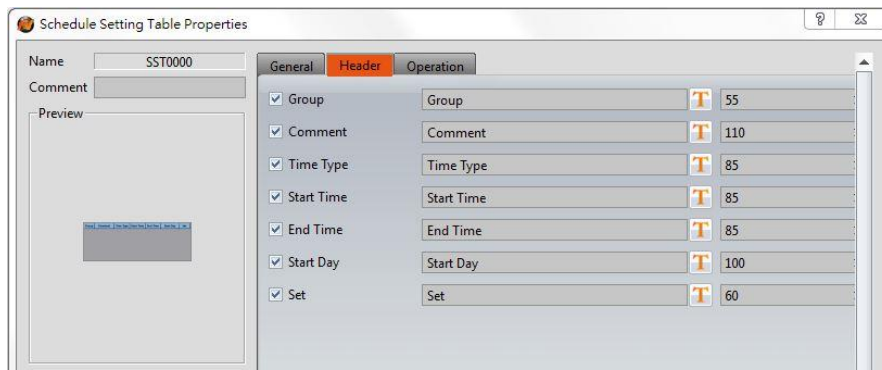 Schedule Setting Table Properties
Name SST0000
Comment
Preview
General Header Operation
Group Group T 55
Comment Comment T 110
Time Type Time Type T 85
Start Time Start Time T 85
End Time End Time T 85
Start Day Start Day T 100
Set Set T 60